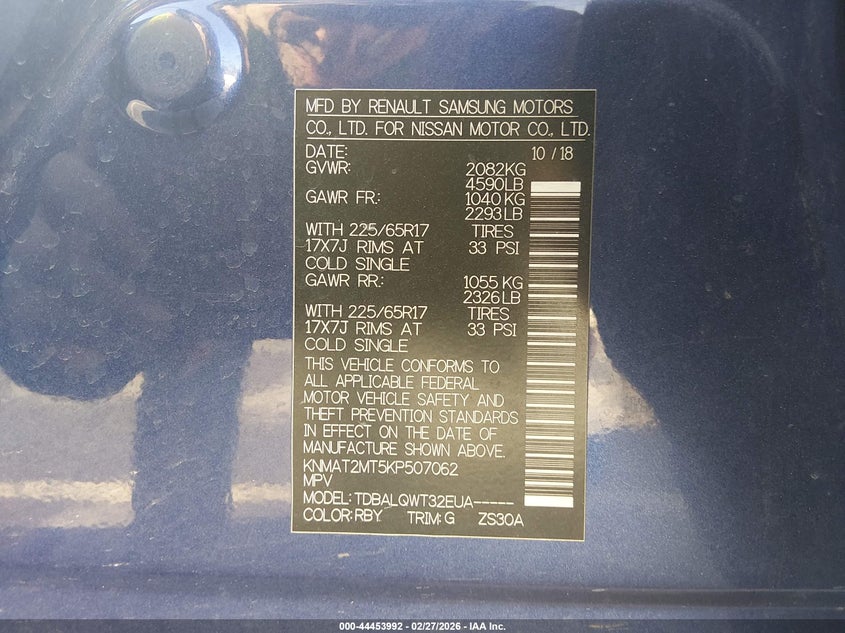 MFD BY RENAULT SAMSUNG MOTORS
CO., LTD. FOR NISSAN MOTOR CO., LTD.
DATE: 10 / 18
GVWR: 2082KG
4590LB
GAWR FR: 1040 KG
2293 LB
WITH 225/65R17 TIRES
17X7J RIMS AT 33 PSI
COLD SINGLE
GAWR RR: 1055 KG
2326 LB
WITH 225/65R17 TIRES
17X7J RIMS AT 33 PSI
COLD SINGLE
THIS VEHICLE CONFORMS TO
ALL APPLICABLE FEDERAL
MOTOR VEHICLE SAFETY AND
THEFT PREVENTION STANDARDS
IN EFFECT ON THE DATE OF
MANUFACTURE SHOWN ABOVE.
KNMAT2MT5KP507062
MPV
MODEL: TDBALQWT32EUA-----
COLOR: RBY TRIM: G ZS30A
000-44453992 - 02/27/2026 - IAA Inc.